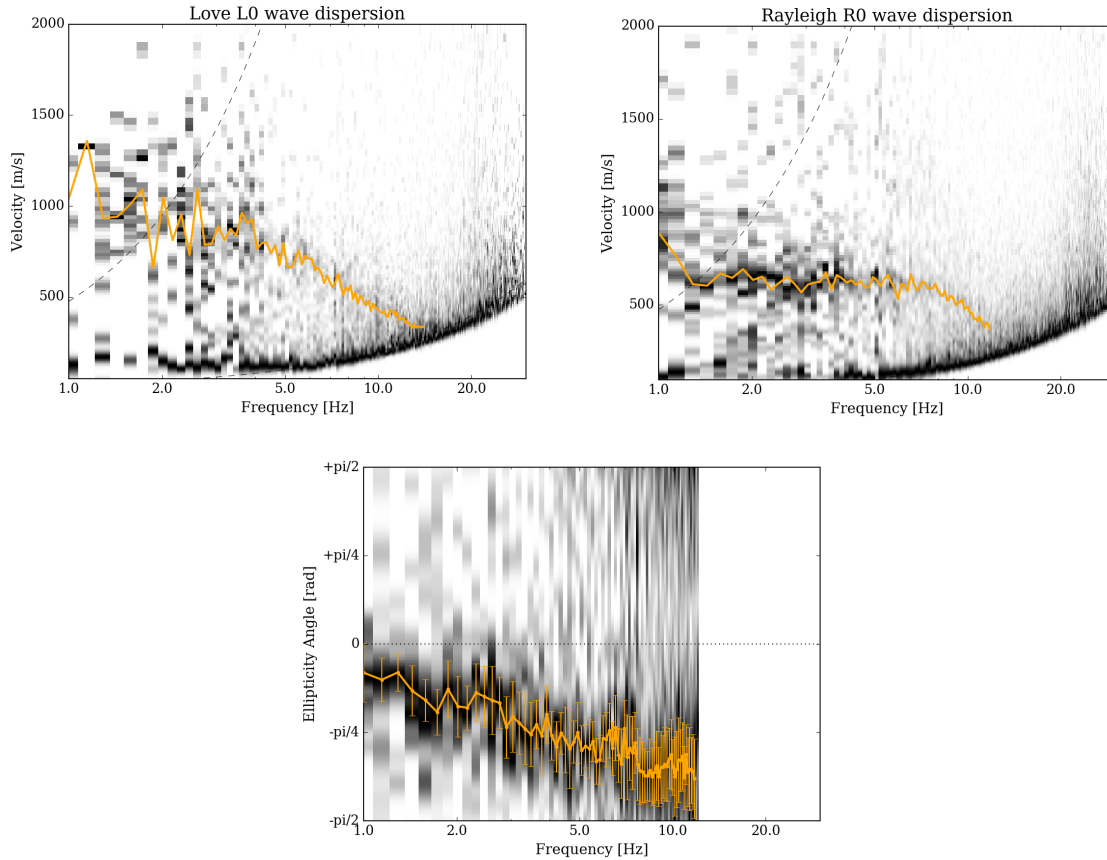 Love L0 wave dispersion
2000
1500
1000
500
Velocity [m/s]
1.0 2.0 5.0 10.0 20.0
Frequency [Hz]
Rayleigh R0 wave dispersion
2000
1500
1000
500
Velocity [m/s]
1.0 2.0 5.0 10.0 20.0
Frequency [Hz]
+pi/2
+pi/4
0
-pi/4
-pi/2
Ellipticity Angle [rad]
1.0 2.0 5.0 10.0 20.0
Frequency [Hz]